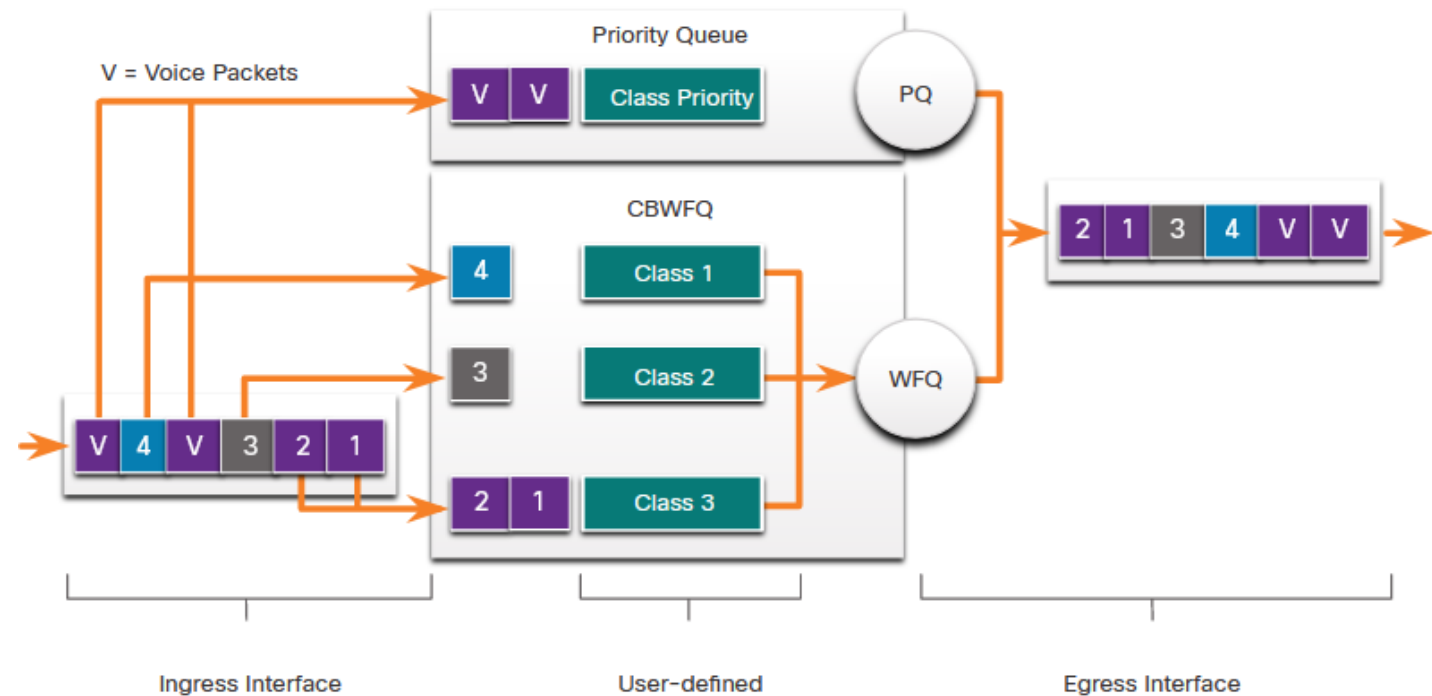 Priority Queue
V = Voice Packets
V V Class Priority PQ
CBWFQ
2 1 3 4 V V
4 Class 1
3 Class 2 WFQ
V 4 V 3 2 1
2 1 Class 3
Ingress Interface User-defined Egress Interface